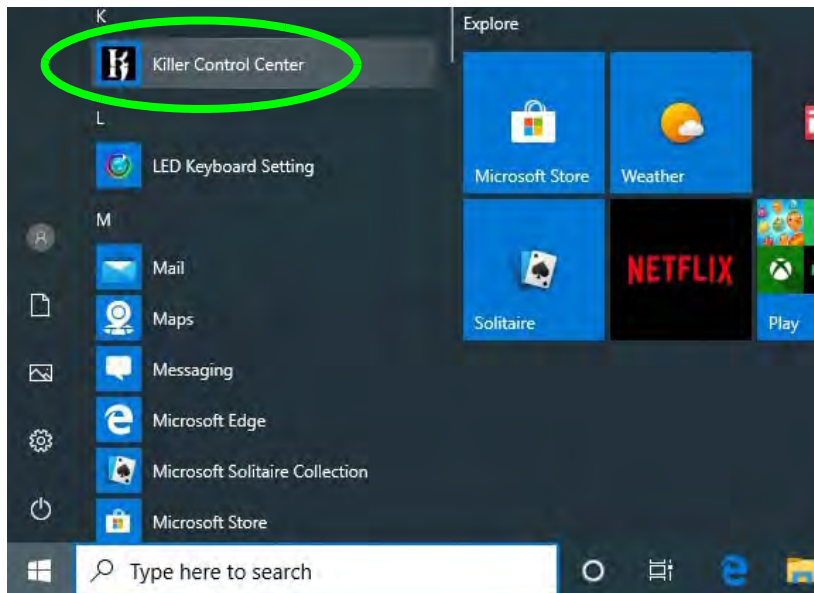 K
Killer Control Center
L
LED Keyboard Setting
M
Mail
Maps
Messaging
Microsoft Edge
Microsoft Solitaire Collection
Microsoft Store
Type here to search
Explore
Microsoft Store
Weather
Solitaire
NETFLIX
Play